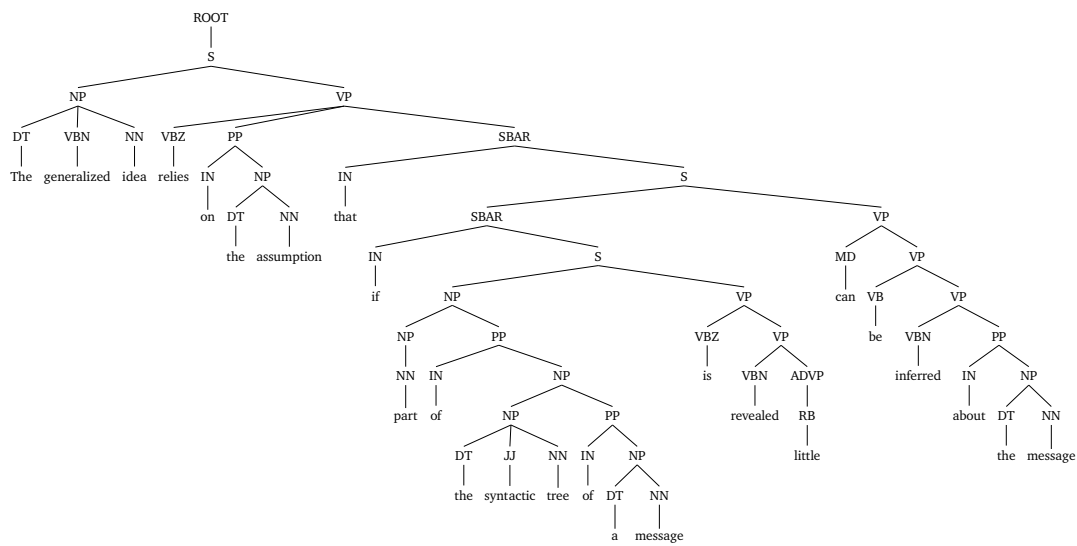 ROOT
S
NP VP
DT VBN NN VBZ PP SBAR
The generalized idea relies IN NP IN S
on DT NN that SBAR VP
the assumption IN S MD VP
if NP VP can VB VP
NP PP VBZ VP be VBN PP
NN IN NP is VBN ADVP inferred IN NP
part of NP PP revealed RB about DT NN
DT JJ NN IN NP little the message
the syntactic tree of DT NN
a message